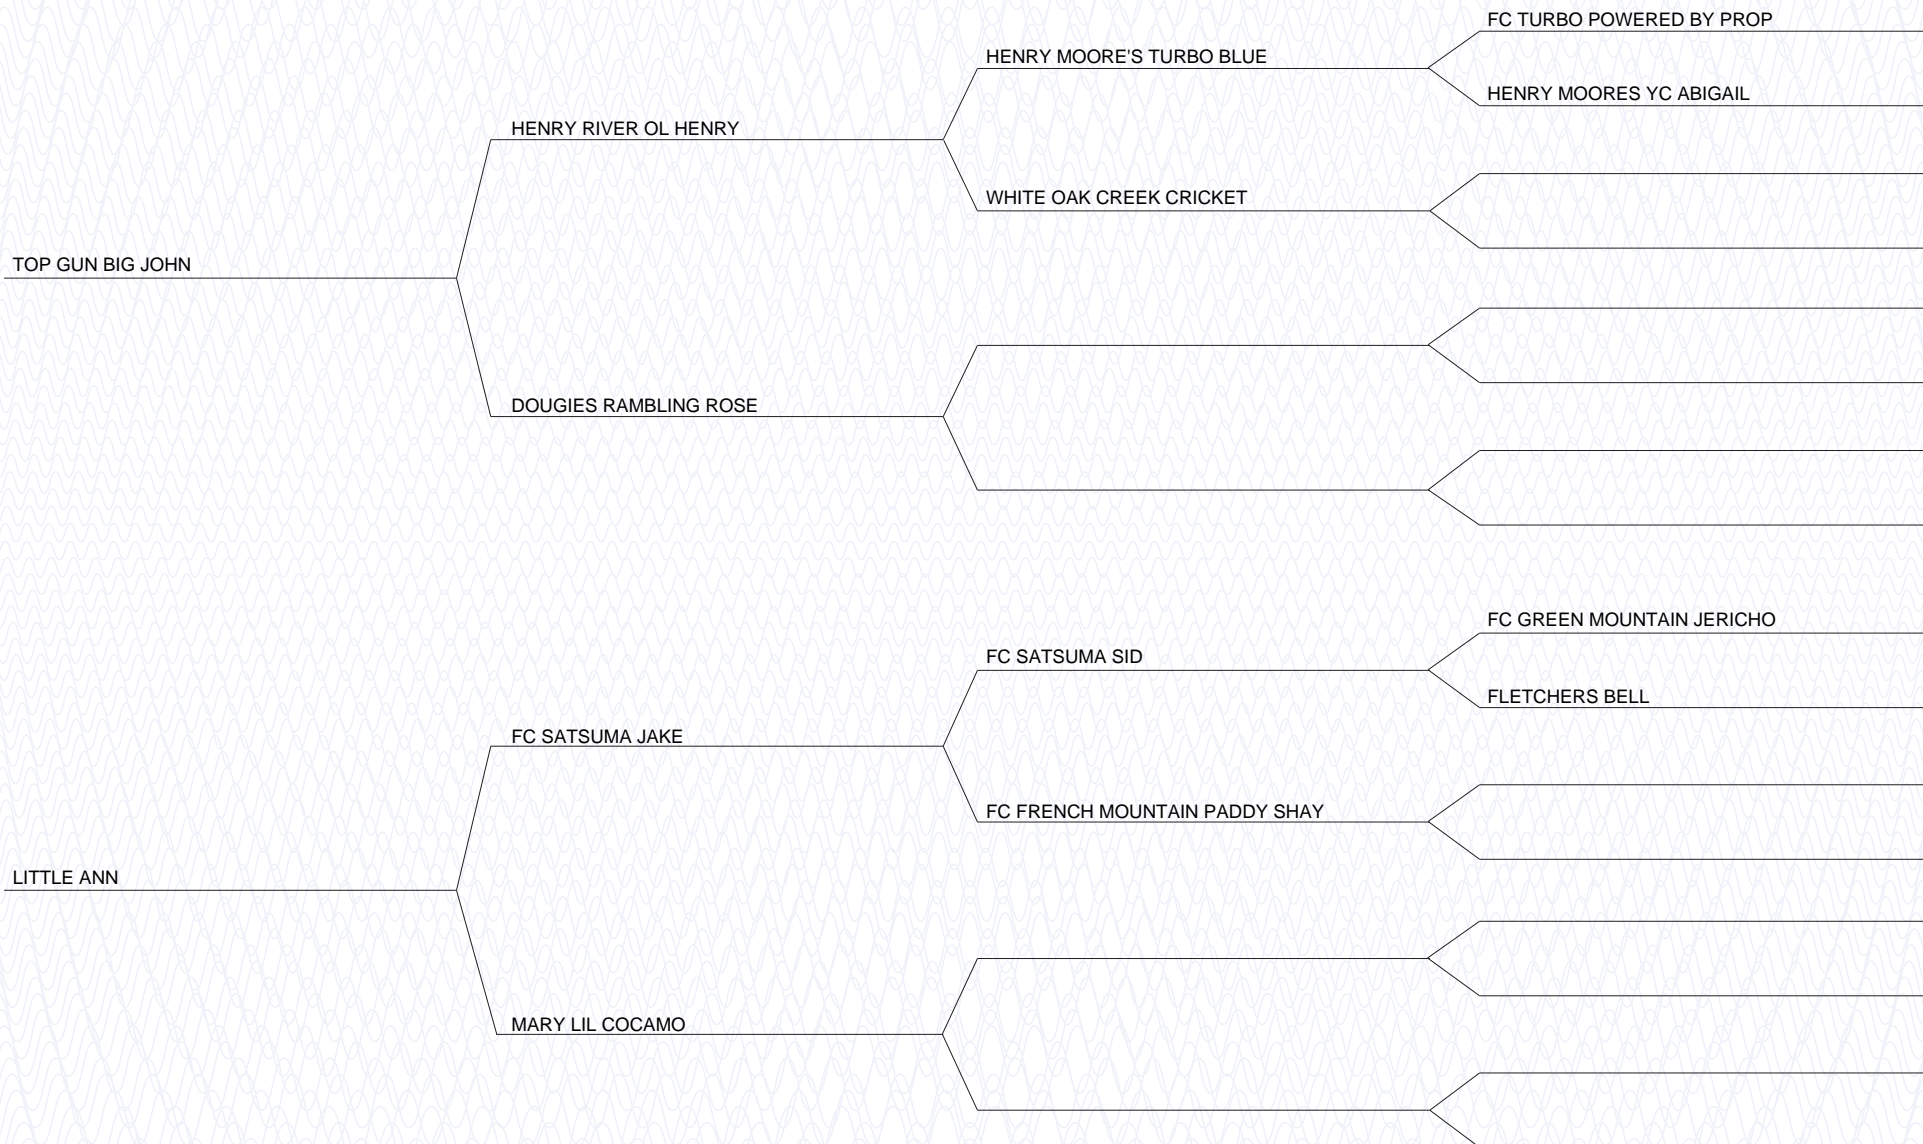 FC TURBO POWERED BY PROP
HENRY MOORE'S TURBO BLUE
HENRY MOORES YC ABIGAIL
HENRY RIVER OL HENRY
WHITE OAK CREEK CRICKET
TOP GUN BIG JOHN
DOUGIES RAMBLING ROSE
FC GREEN MOUNTAIN JERICHO
FC SATSUMA SID
FLETCHERS BELL
FC SATSUMA JAKE
FC FRENCH MOUNTAIN PADDY SHAY
LITTLE ANN
MARY LIL COCAMO